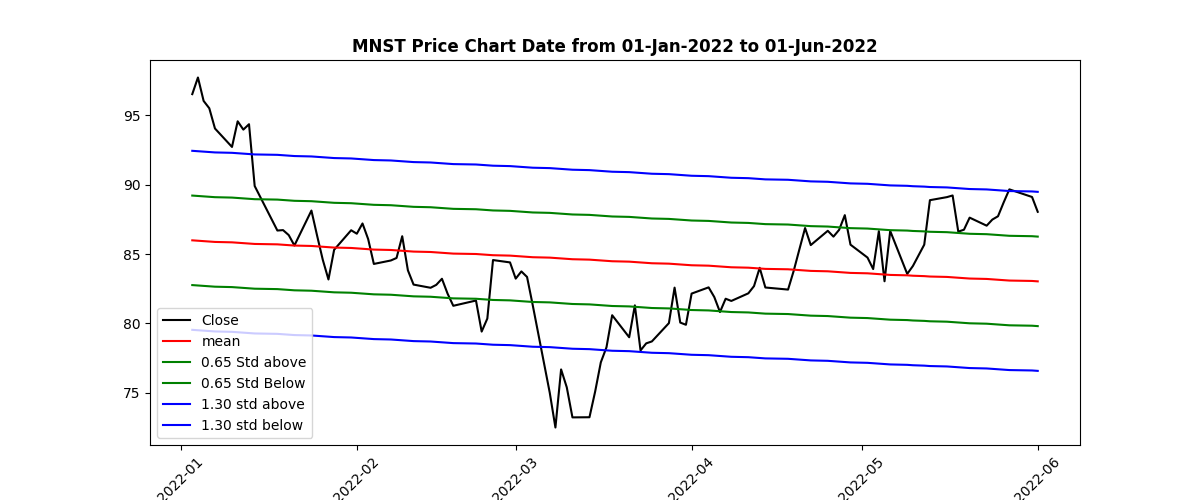 MNST Price Chart Date from 01-Jan-2022 to 01-Jun-2022
95
90
85
80
75
Close
mean
0.65 Std above
0.65 Std Below
1.30 std above
1.30 std below
2022-01
2022-02
2022-03
2022-04
2022-05
2022-06